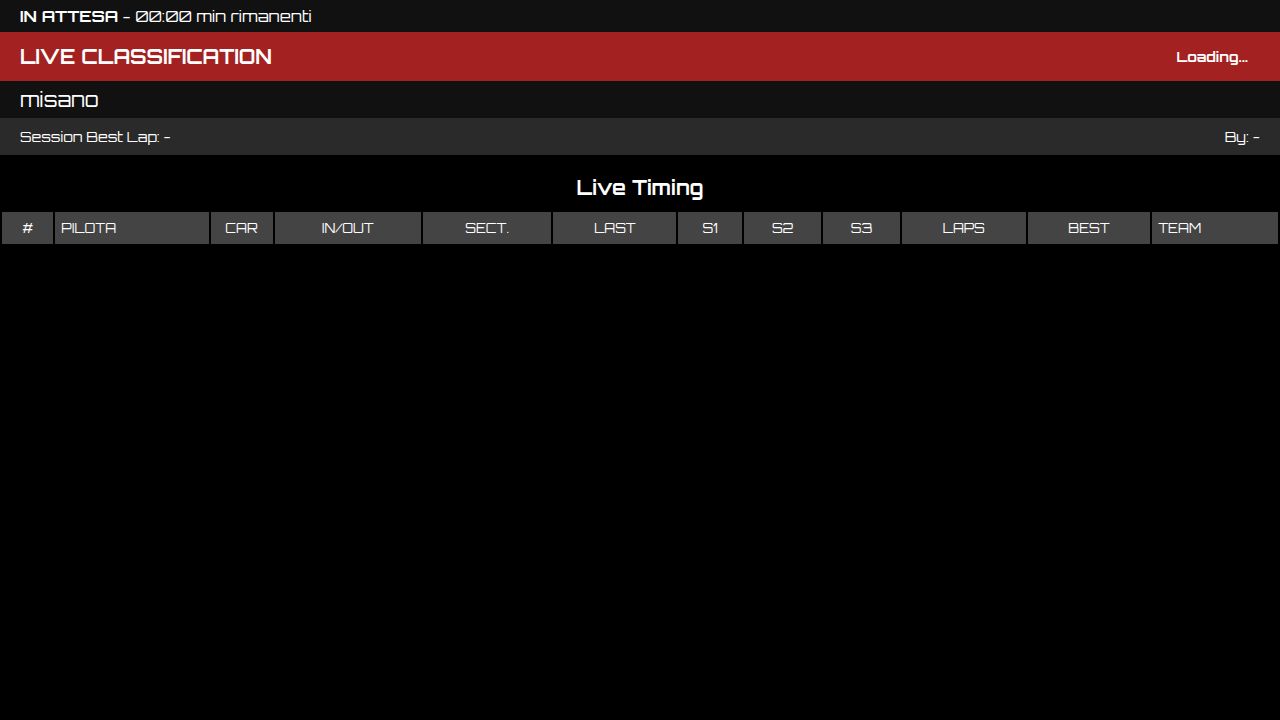 IN ATTESA - 00:00 min rimanenti
LIVE CLASSIFICATION Loading...
misano
Session Best Lap: - By: -
Live Timing
# PILOTA CAR IN/OUT SECT. LAST S1 S2 S3 LAPS BEST TEAM